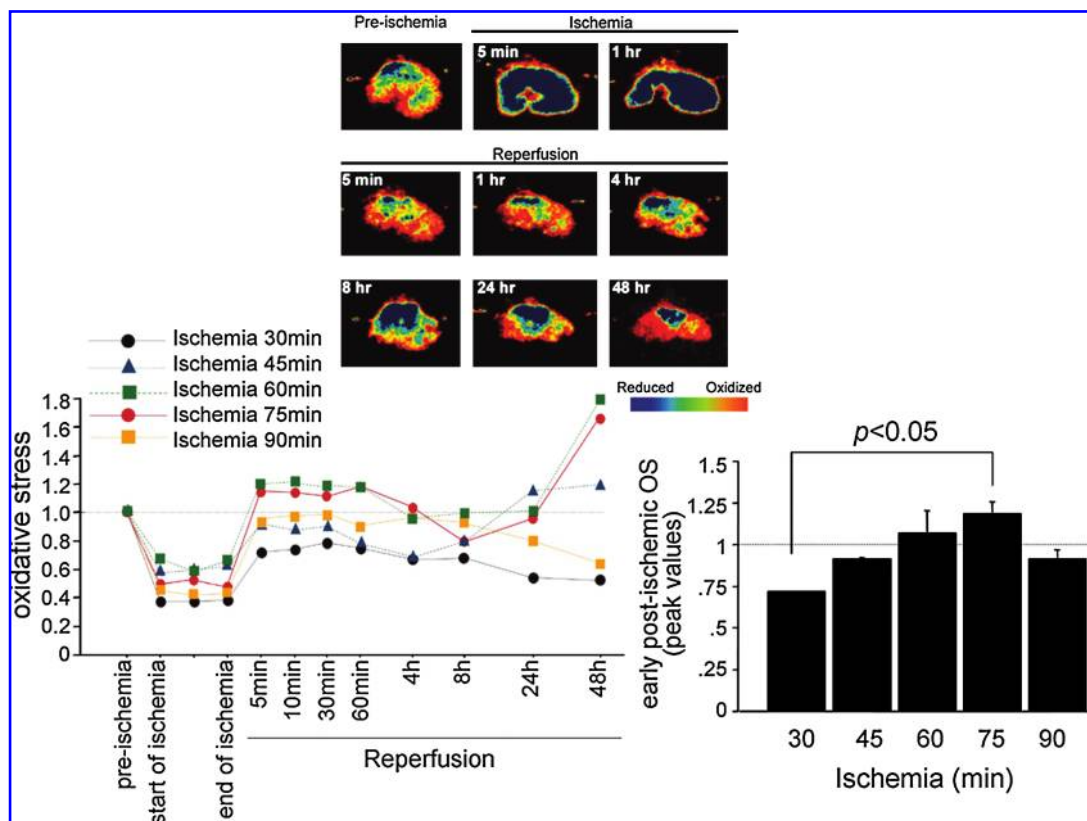 Pre-ischemia
Ischemia
5 min
1 hr
Reperfusion
5 min
1 hr
4 hr
8 hr
24 hr
48 hr
Reduced
Oxidized
Ischemia 30min
Ischemia 45min
Ischemia 60min
Ischemia 75min
Ischemia 90min
oxidative stress
1.8
1.6
1.4
1.2
1.0
0.8
0.6
0.4
0.2
0
pre-ischemia
start of ischemia
end of ischemia
5min
10min
30min
60min
4h
8h
24h
48h
Reperfusion
p<0.05
early post-ischemic OS
(peak values)
1.5
1.25
1
0.75
.5
.25
0
30 45 60 75 90
Ischemia (min)